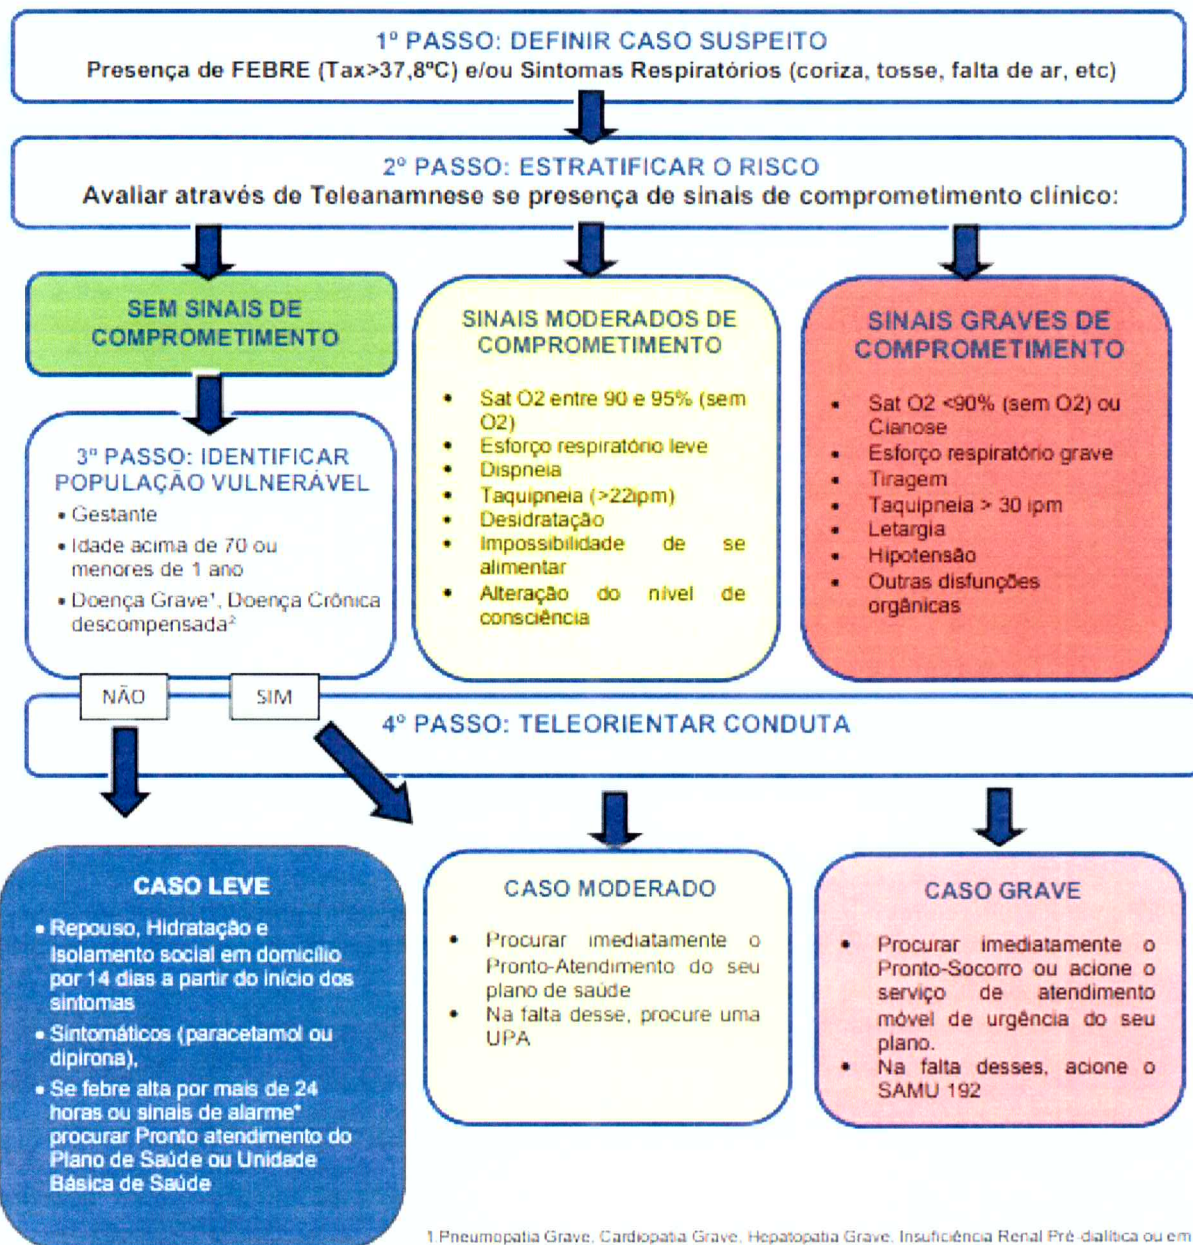 1º PASSO: DEFINIR CASO SUSPEITO
Presença de FEBRE (Tax>37,8ºC) e/ou Sintomas Respiratórios (coriza, tosse, falta de ar, etc)
2º PASSO: ESTRATIFICAR O RISCO
Avaliar através de Teleanamnese se presença de sinais de comprometimento clínico:
SEM SINAIS DE
COMPROMETIMENTO
3º PASSO: IDENTIFICAR
POPULAÇÃO VULNERÁVEL
• Gestante
• Idade acima de 70 ou
menores de 1 ano
• Doença Grave¹, Doença Crônica
descompensada²
SINAIS MODERADOS DE
COMPROMETIMENTO
• Sat O2 entre 90 e 95% (sem
O2)
• Esforço respiratório leve
• Dispneia
• Taquipneia (>22ipm)
• Desidratação
• Impossibilidade de se
alimentar
• Alteração do nível de
consciência
SINAIS GRAVES DE
COMPROMETIMENTO
• Sat O2 <90% (sem O2) ou
Cianose
• Esforço respiratório grave
• Tiragem
• Taquipneia > 30 ipm
• Letargia
• Hipotensão
• Outras disfunções
orgânicas
NÃO
SIM
4º PASSO: TELEORIENTAR CONDUTA
CASO LEVE
• Repouso, Hidratação e
Isolamento social em domicílio
por 14 dias a partir do início dos
sintomas
• Sintomáticos (paracetamol ou
dipirona),
• Se febre alta por mais de 24
horas ou sinais de alarme*
procurar Pronto atendimento do
Plano de Saúde ou Unidade
Básica de Saúde
CASO MODERADO
• Procurar imediatamente o
Pronto-Atendimento do seu
plano de saúde
• Na falta desse, procure uma
UPA
CASO GRAVE
• Procurar imediatamente o
Pronto-Socorro ou acione o
serviço de atendimento
móvel de urgência do seu
plano.
• Na falta desses, acione o
SAMU 192
1.Pneumopatia Grave, Cardiopatia Grave, Hepatopatia Grave, Insuficiência Renal Pré-dialítica ou em